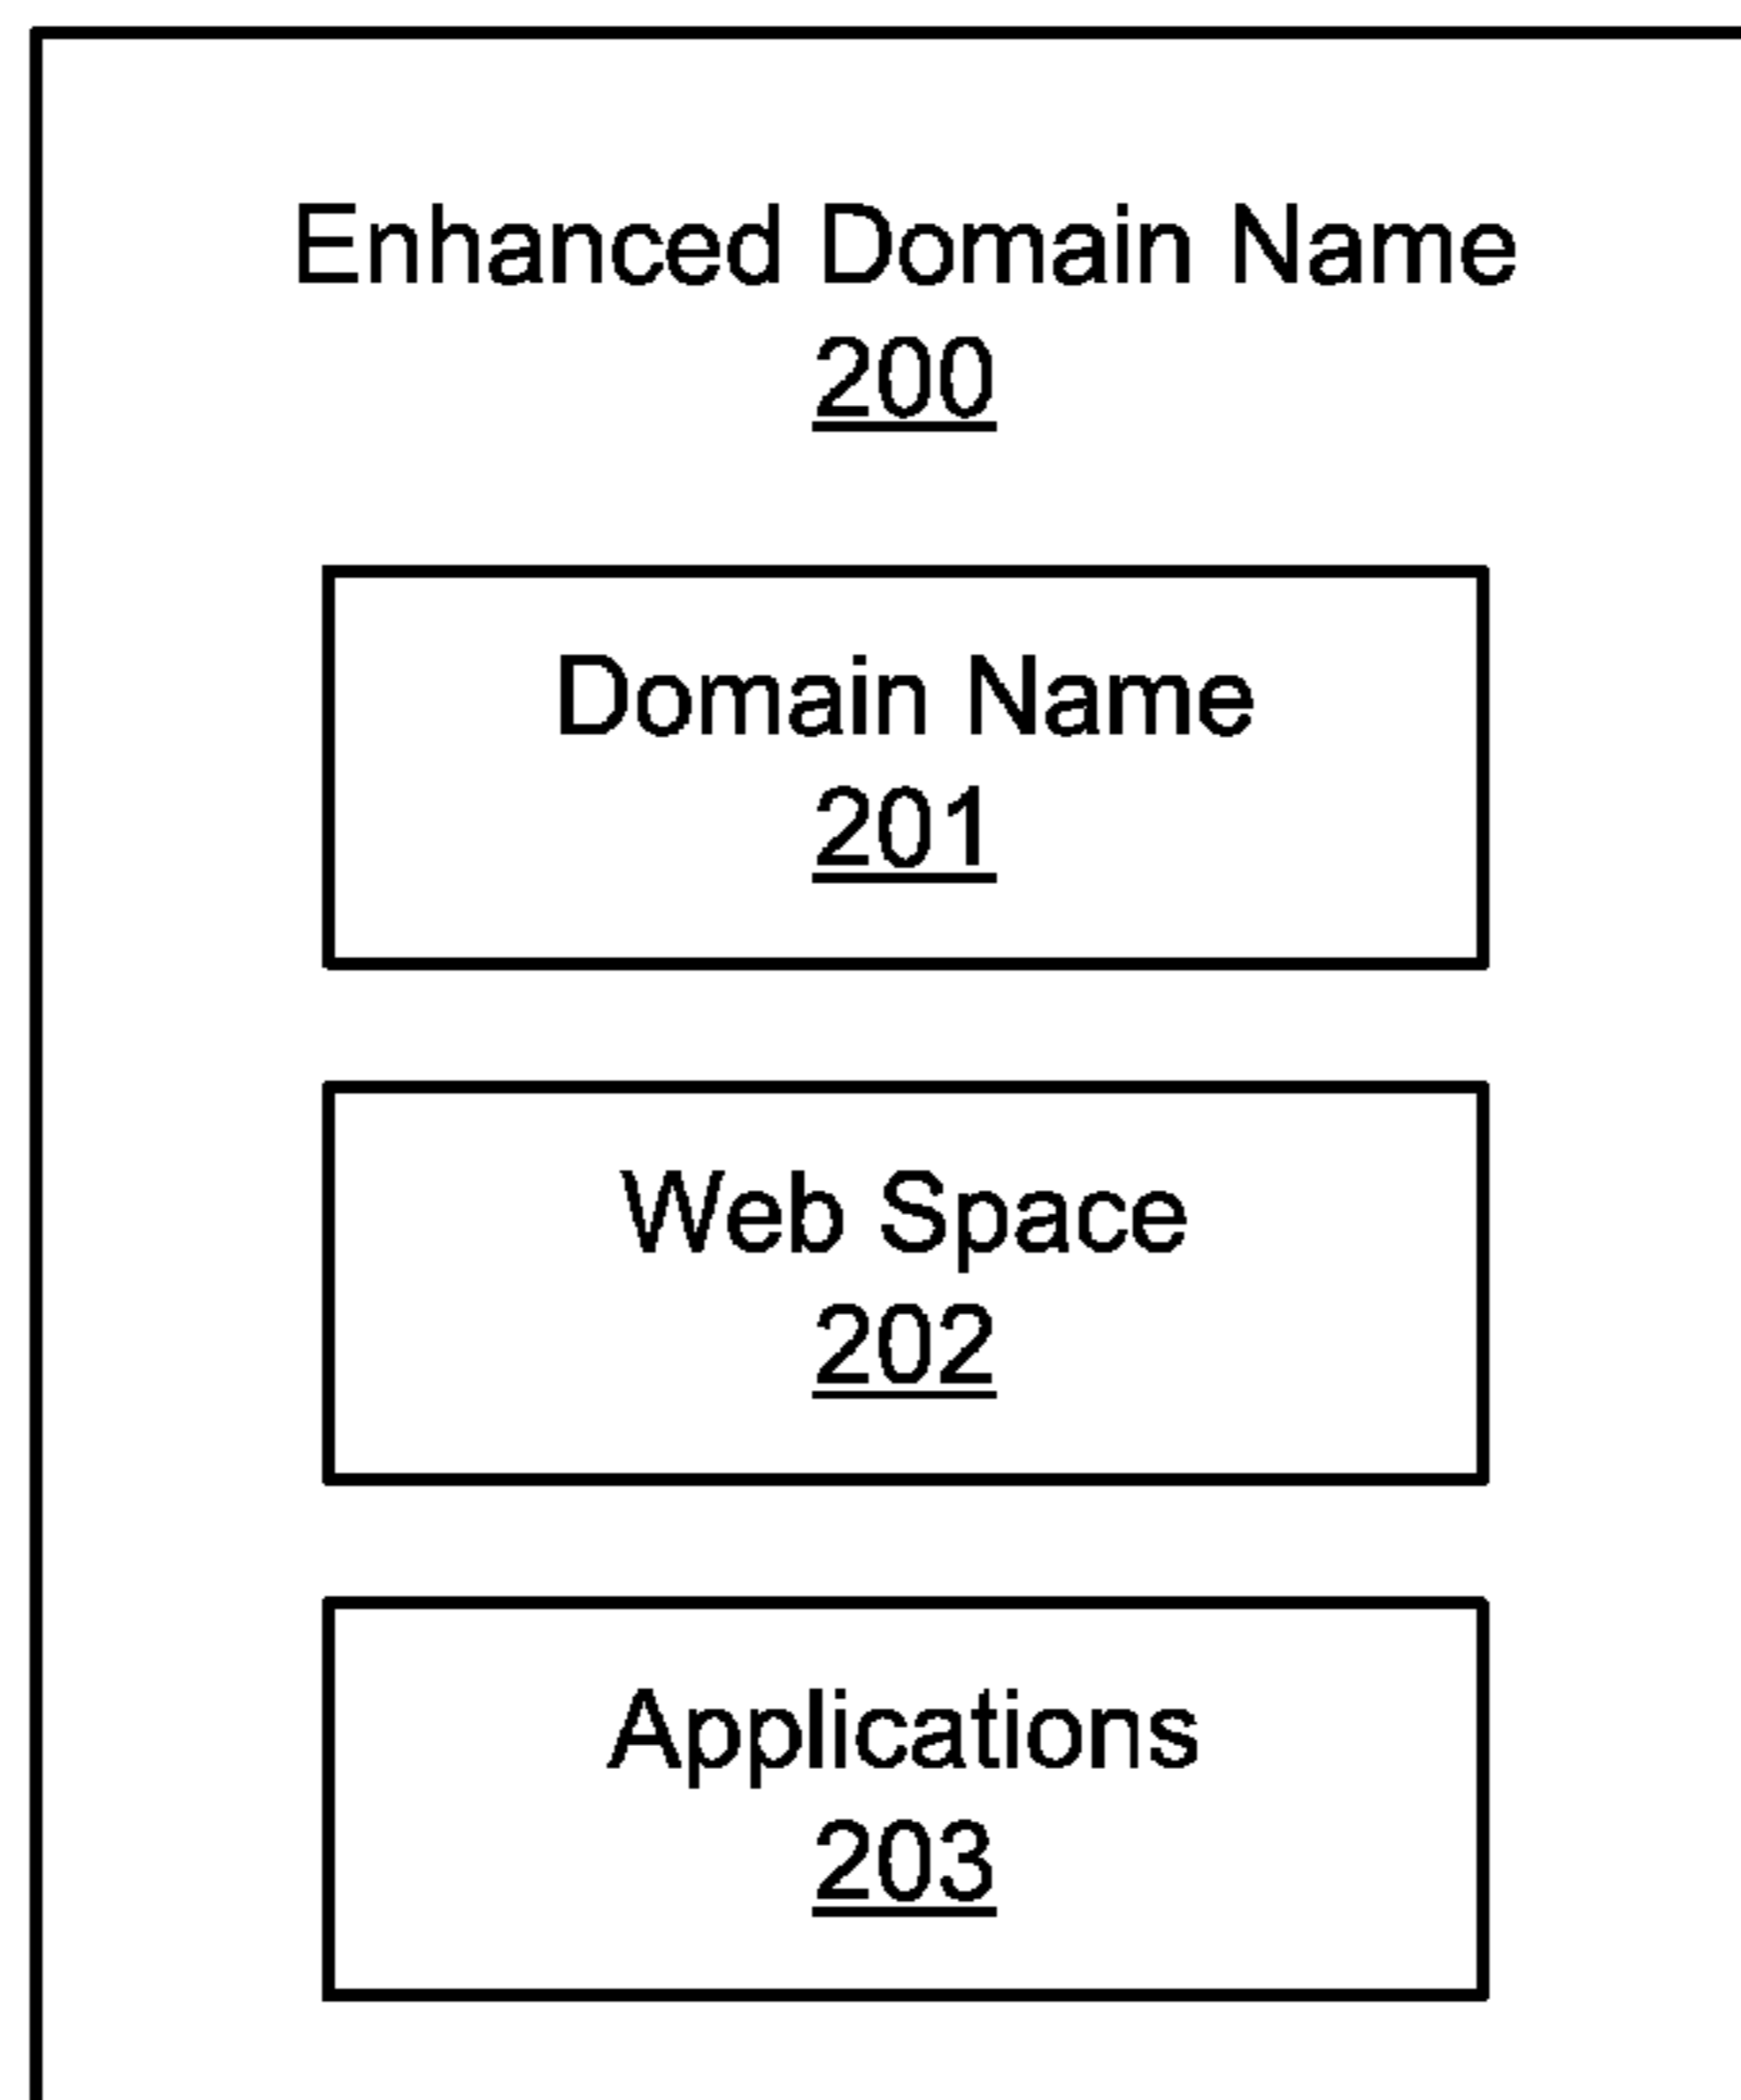 Enhanced Domain Name
200
Domain Name
201
Web Space
202
Applications
203